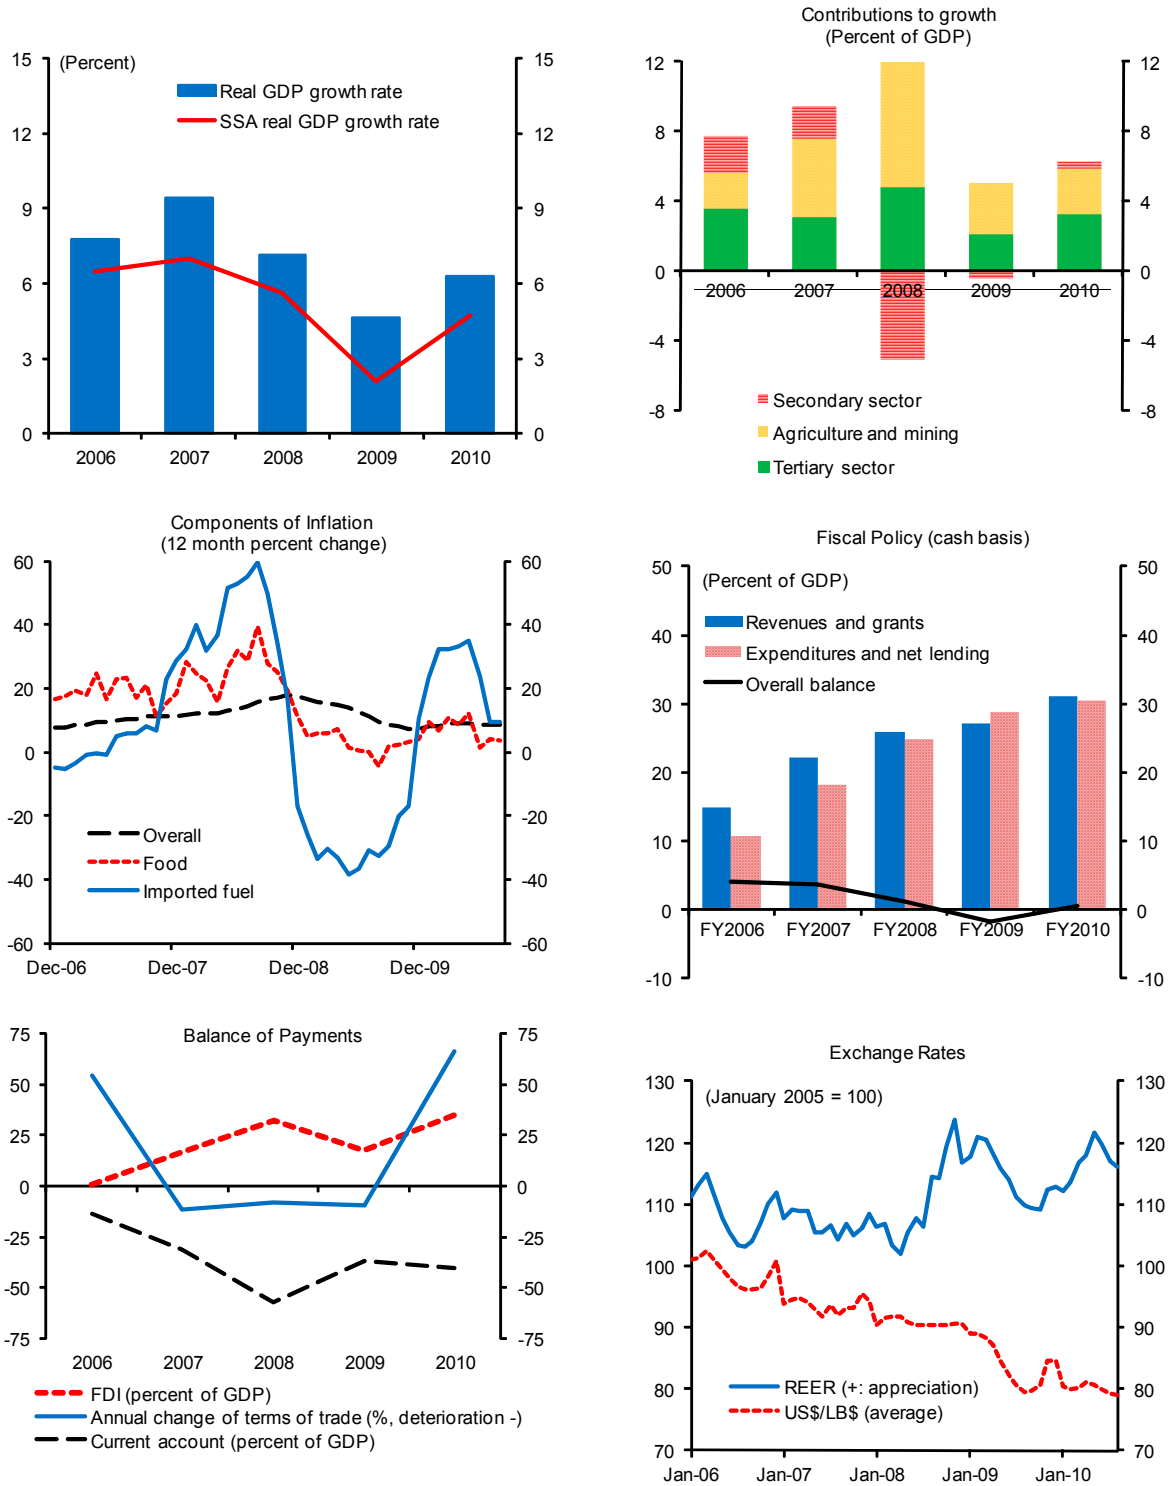 (Percent)
Real GDP growth rate
SSA real GDP growth rate
15 15
12 12
9 9
6 6
3 3
0 0
2006 2007 2008 2009 2010
Contributions to growth
(Percent of GDP)
12 12
8 8
4 4
0 0
2006 2007 2008 2009 2010
-4 -4
-8 -8
Secondary sector
Agriculture and mining
Tertiary sector
Components of Inflation
(12 month percent change)
60 60
40 40
20 20
0 0
-20 -20
-40 -40
-60 -60
Overall
Food
Imported fuel
Dec-06 Dec-07 Dec-08 Dec-09
Fiscal Policy (cash basis)
(Percent of GDP)
Revenues and grants
Expenditures and net lending
Overall balance
50 50
40 40
30 30
20 20
10 10
0 0
FY2006 FY2007 FY2008 FY2009 FY2010
-10 -10
Balance of Payments
75 75
50 50
25 25
0 0
-25 -25
-50 -50
-75 -75
2006 2007 2008 2009 2010
FDI (percent of GDP)
Annual change of terms of trade (%, deterioration -)
Current account (percent of GDP)
Exchange Rates
(January 2005 = 100)
130 130
120 120
110 110
100 100
90 90
80 80
70 70
REER (+: appreciation)
US$/LB$ (average)
Jan-06 Jan-07 Jan-08 Jan-09 Jan-10